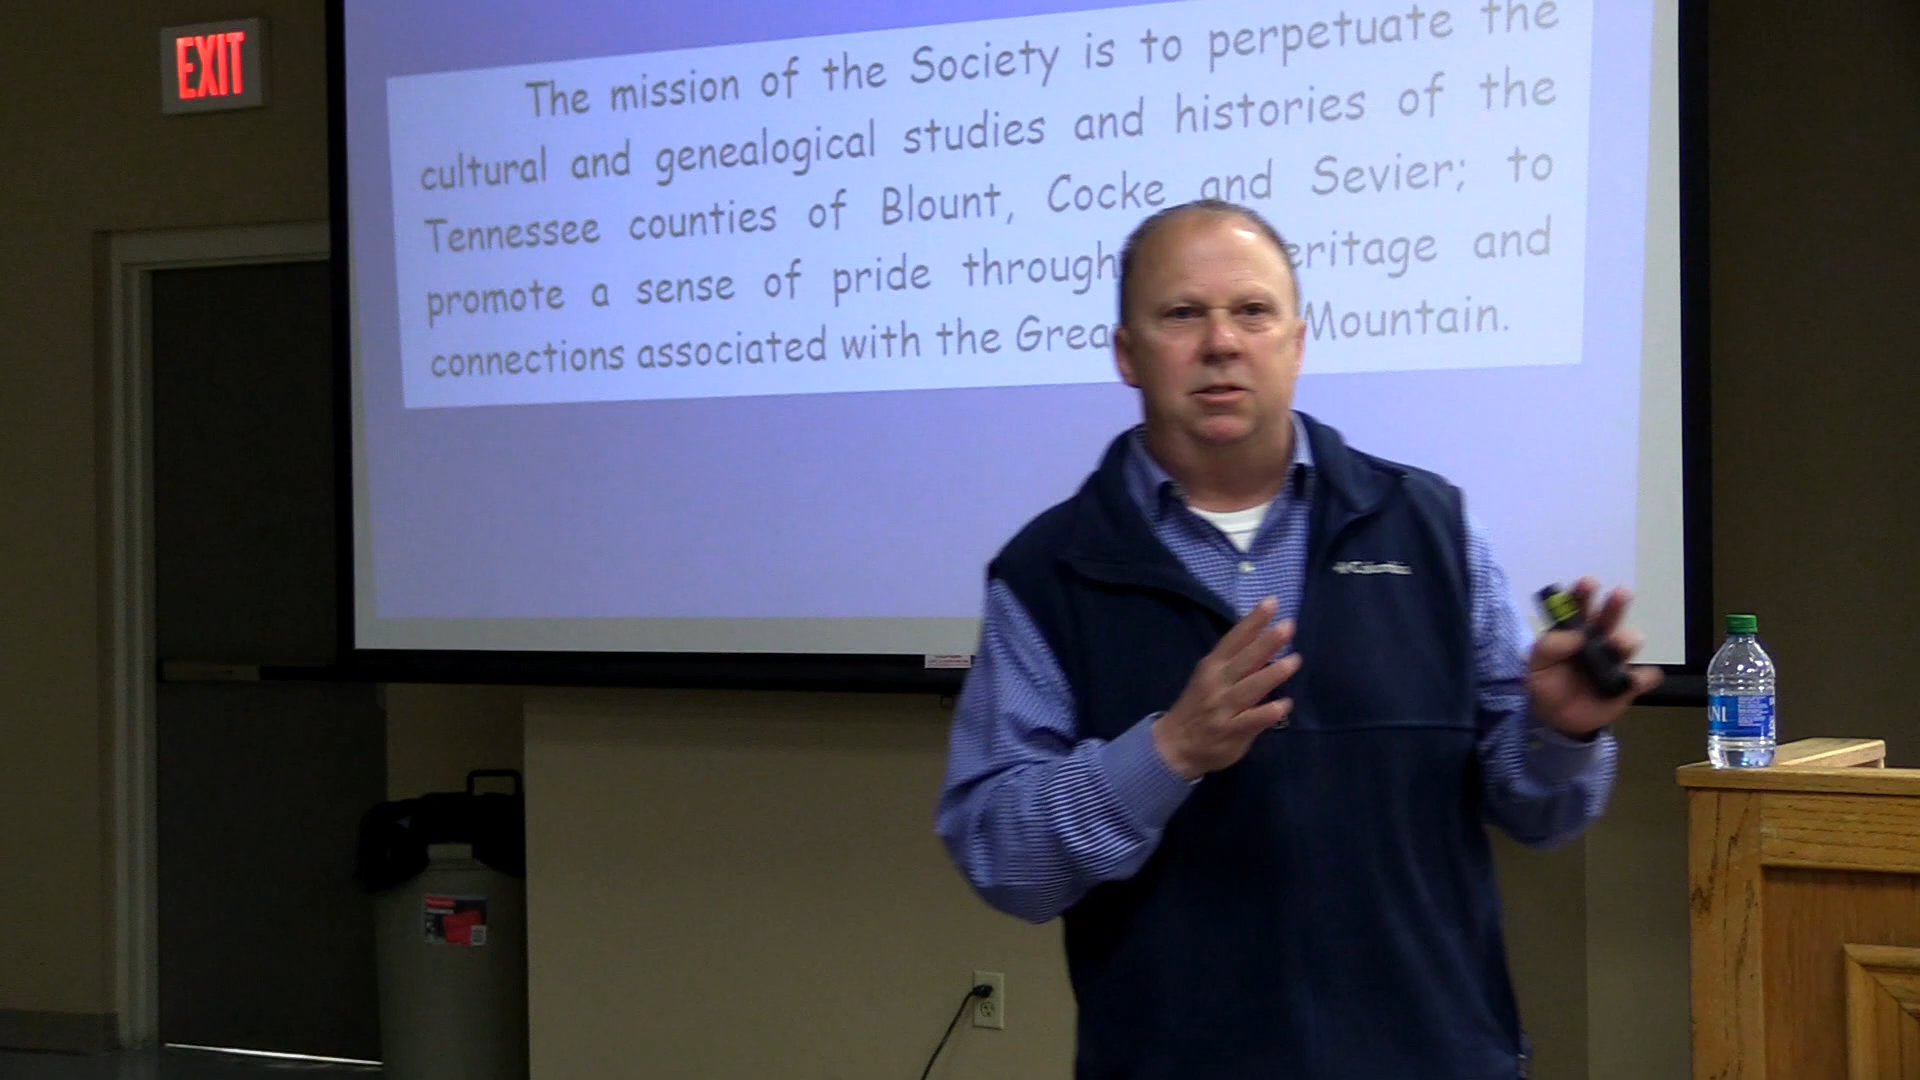 EXIT
The mission of the Society is to perpetuate the
cultural and genealogical studies and histories of the
Tennessee counties of Blount, Cocke and Sevier; to
promote a sense of pride through eritage and
connections associated with the Grea Mountain.
Columbia
ANI